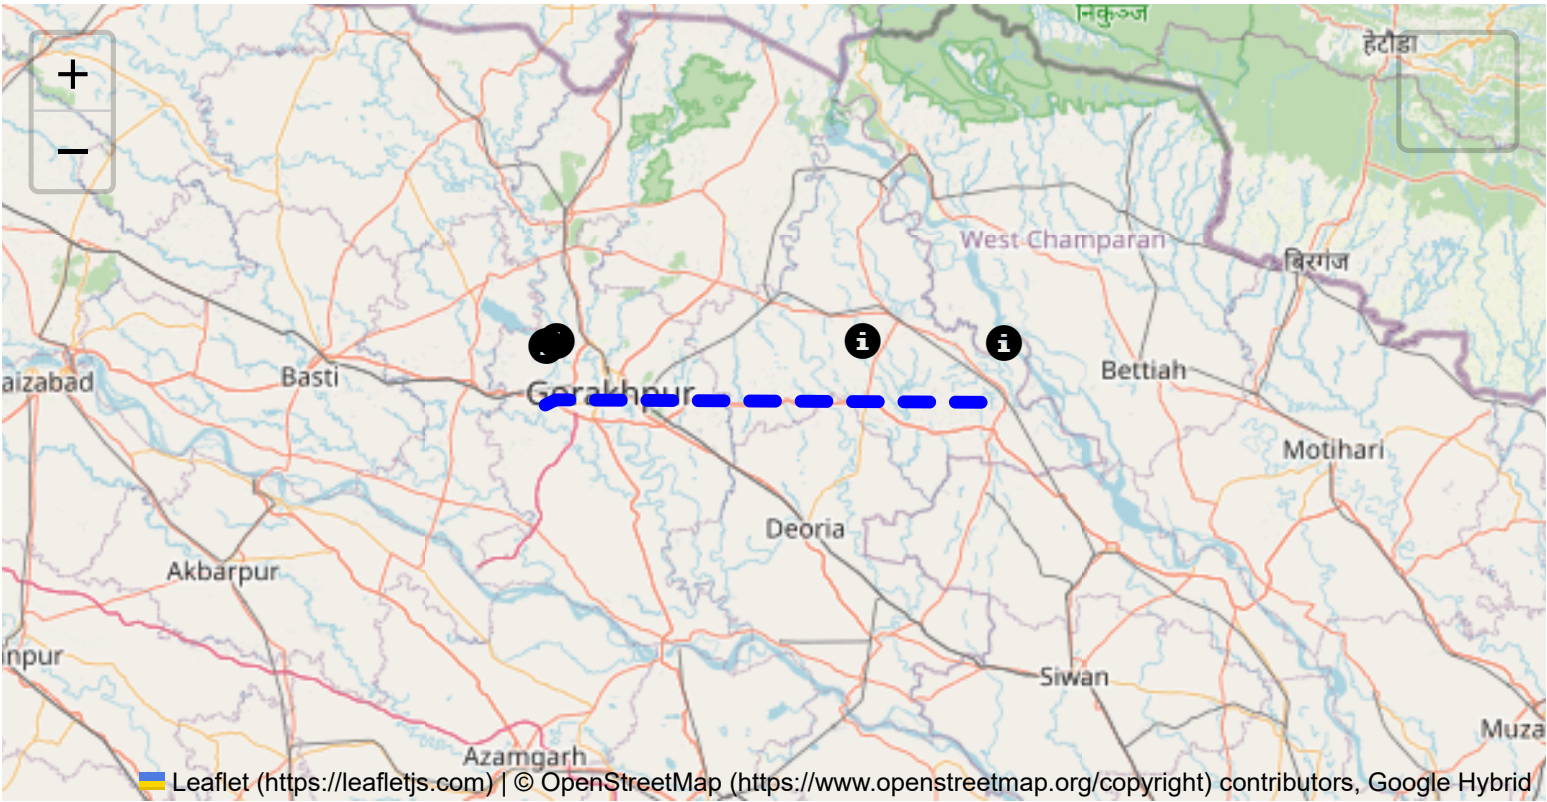 निकुञ्ज
हेटौडा
+
−
West Champaran
बिरगंज
aizabad
Basti
Gorakhpur
Bettiah
Motihari
Deoria
Akbarpur
npur
Siwan
Muza
Azamgarh
Leaflet (https://leafletjs.com) | © OpenStreetMap (https://www.openstreetmap.org/copyright) contributors, Google Hybrid